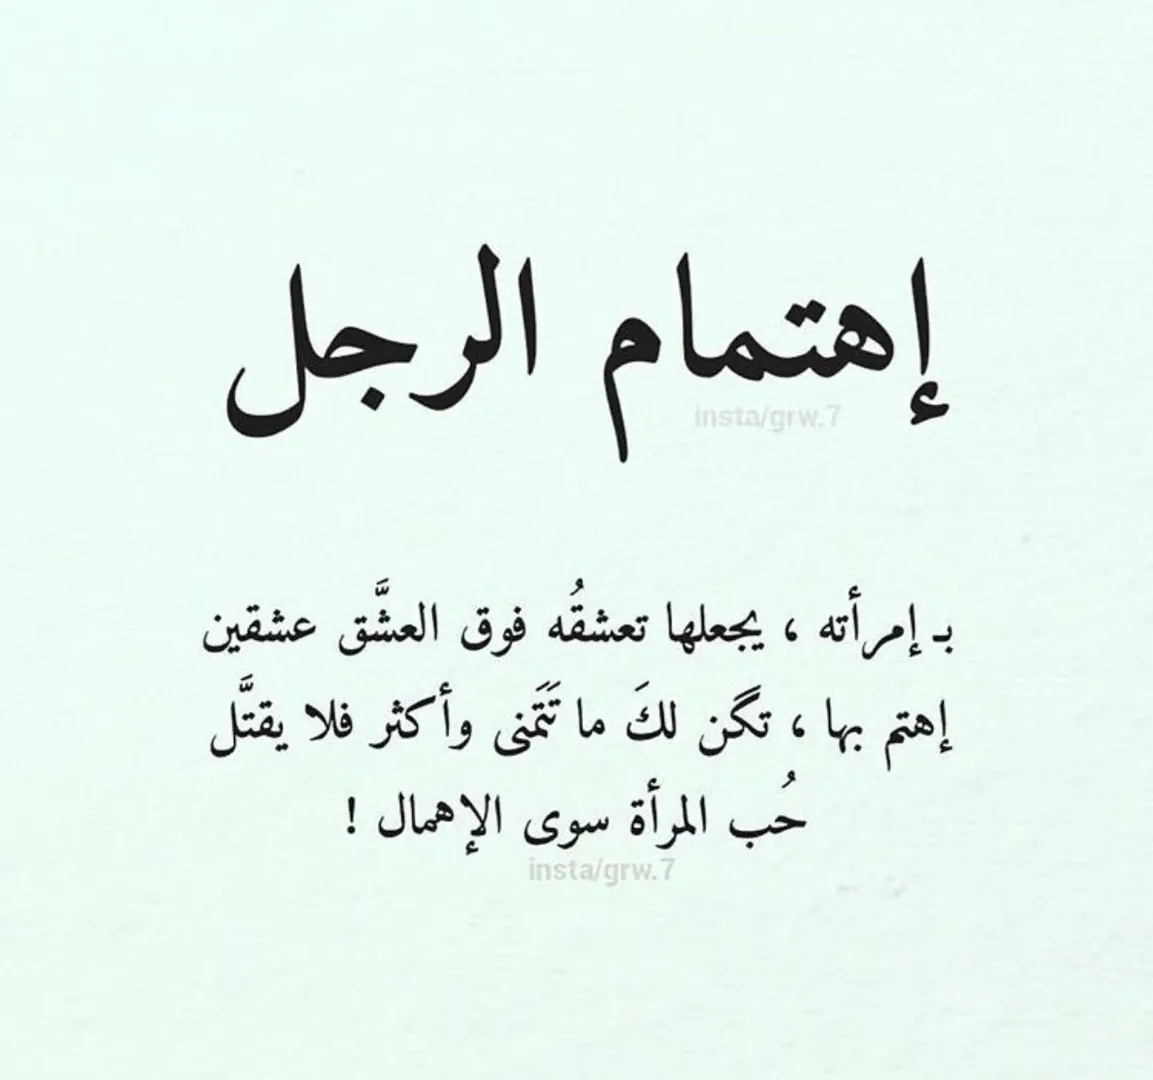 إهتمام الرجل
insta/grw.7
بـ إمرأته ، يجعلها تعشقُه فوق العشَّق عشقين
إهتم بها ، تگن لكَ ما تَتَمنى وأكثر فلا يقتَّل
حُب المرأة سوى الإهمال !
insta/grw.7